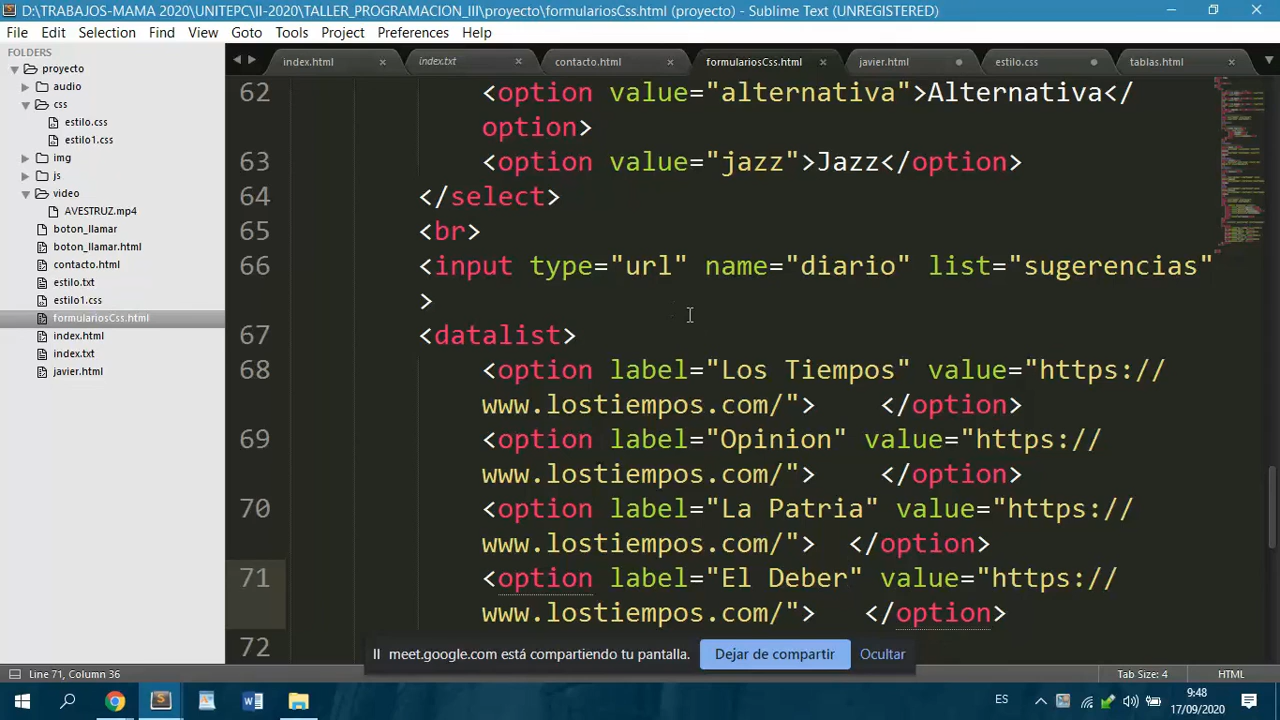 D:\TRABAJOS-MAMA 2020\UNITEPC\II-2020\TALLER_PROGRAMACION_III\proyecto\formulariosCss.html (proyecto) - Sublime Text (UNREGISTERED)
File Edit Selection Find View Goto Tools Project Preferences Help
FOLDERS
proyecto
audio
css
estilo.css
estilo1.css
img
js
video
AVESTRUZ.mp4
boton_llamar
boton_llamar.html
contacto.html
estilo.txt
estilo1.css
formulariosCss.html
index.html
index.txt
javier.html
index.html index.txt contacto.html formulariosCss.html javier.html estilo.css tablas.html
62 <option value="alternativa">Alternativa</
option>
63 <option value="jazz">Jazz</option>
64 </select>
65 <br>
66 <input type="url" name="diario" list="sugerencias"
>
67 <datalist>
68 <option label="Los Tiempos" value="https://
www.lostiempos.com/">    </option>
69 <option label="Opinion" value="https://
www.lostiempos.com/">    </option>
70 <option label="La Patria" value="https://
www.lostiempos.com/">  </option>
71 <option label="El Deber" value="https://
www.lostiempos.com/">   </option>
72
meet.google.com está compartiendo tu pantalla. Dejar de compartir Ocultar
Line 71, Column 36 Tab Size: 4 HTML
ES 9:48
17/09/2020